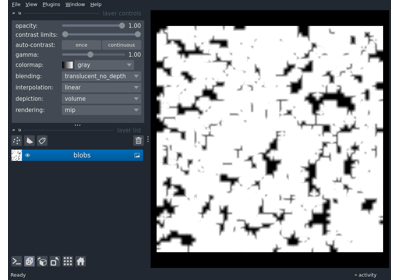 File View Plugins Window Help
layer controls
opacity: 1.00
contrast limits:
auto-contrast: once continuous
gamma: 1.00
colormap: gray
blending: translucent_no_depth
interpolation: linear
depiction: volume
rendering: mip
layer list
blobs
Ready activity